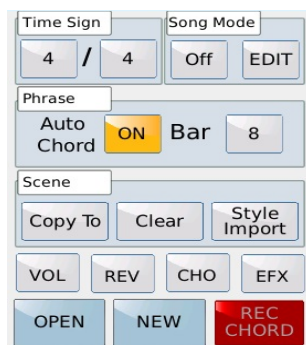 Time Sign Song Mode
4 / 4 Off EDIT
Phrase
Auto Chord ON Bar 8
Scene
Copy To Clear Style Import
VOL REV CHO EFX
OPEN NEW REC CHORD